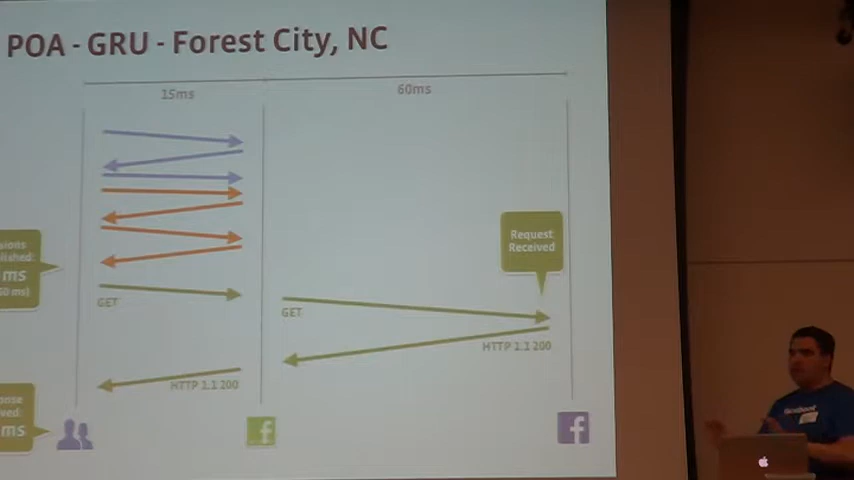 POA - GRU - Forest City, NC
15ms
60ms
Request
Received
ms
GET
GET
HTTP 1.1 200
HTTP 1.1 200
ms